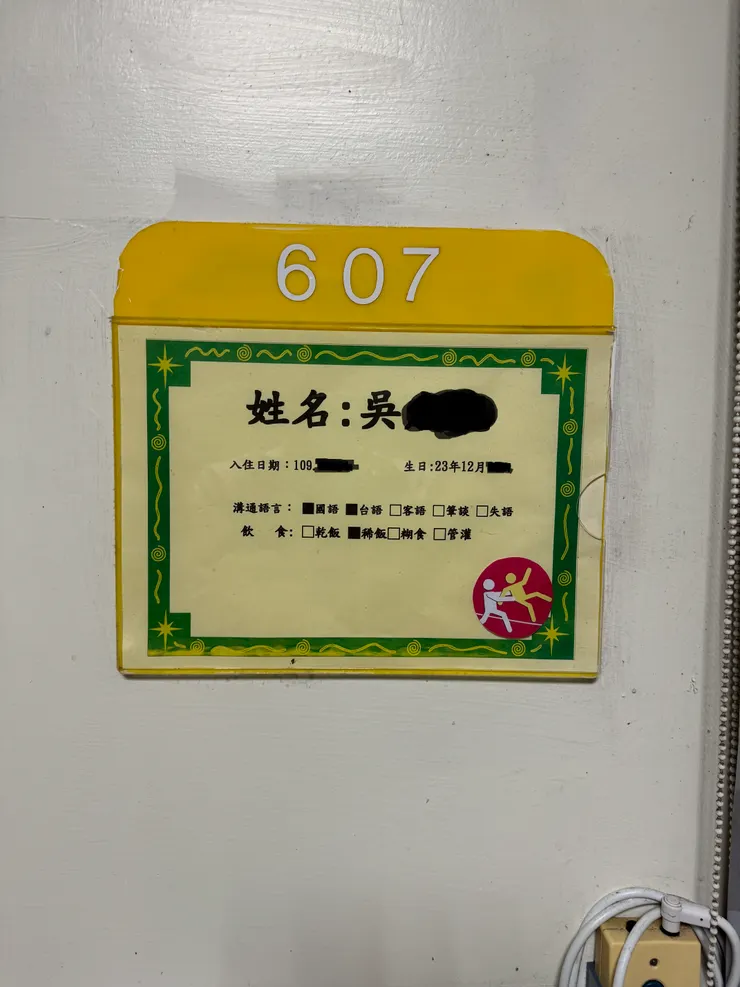 607
姓名:吳
入住日期:109.
生日:23年12月
溝通語言: ■國語 ■台語 □客語 □筆談 □失語
飲 食: □乾飯 ■稀飯 □糊食 □管灌